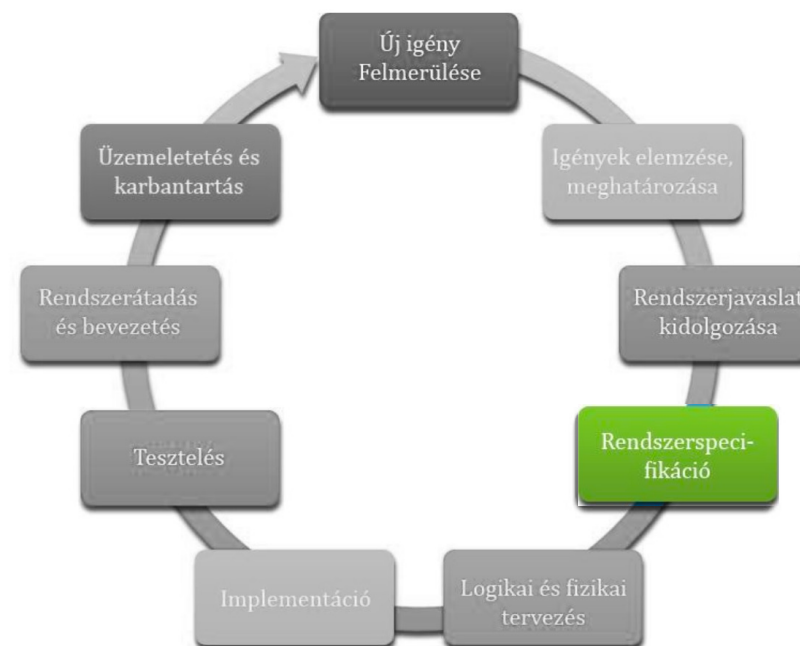 Új igény
Felmerülése
Igények elemzése,
meghatározása
Rendszerjavaslat
kidolgozása
Rendszerspeci-
fikáció
Logikai és fizikai
tervezés
Implementáció
Tesztelés
Rendszerátadás
és bevezetés
Üzemeletetés és
karbantartás